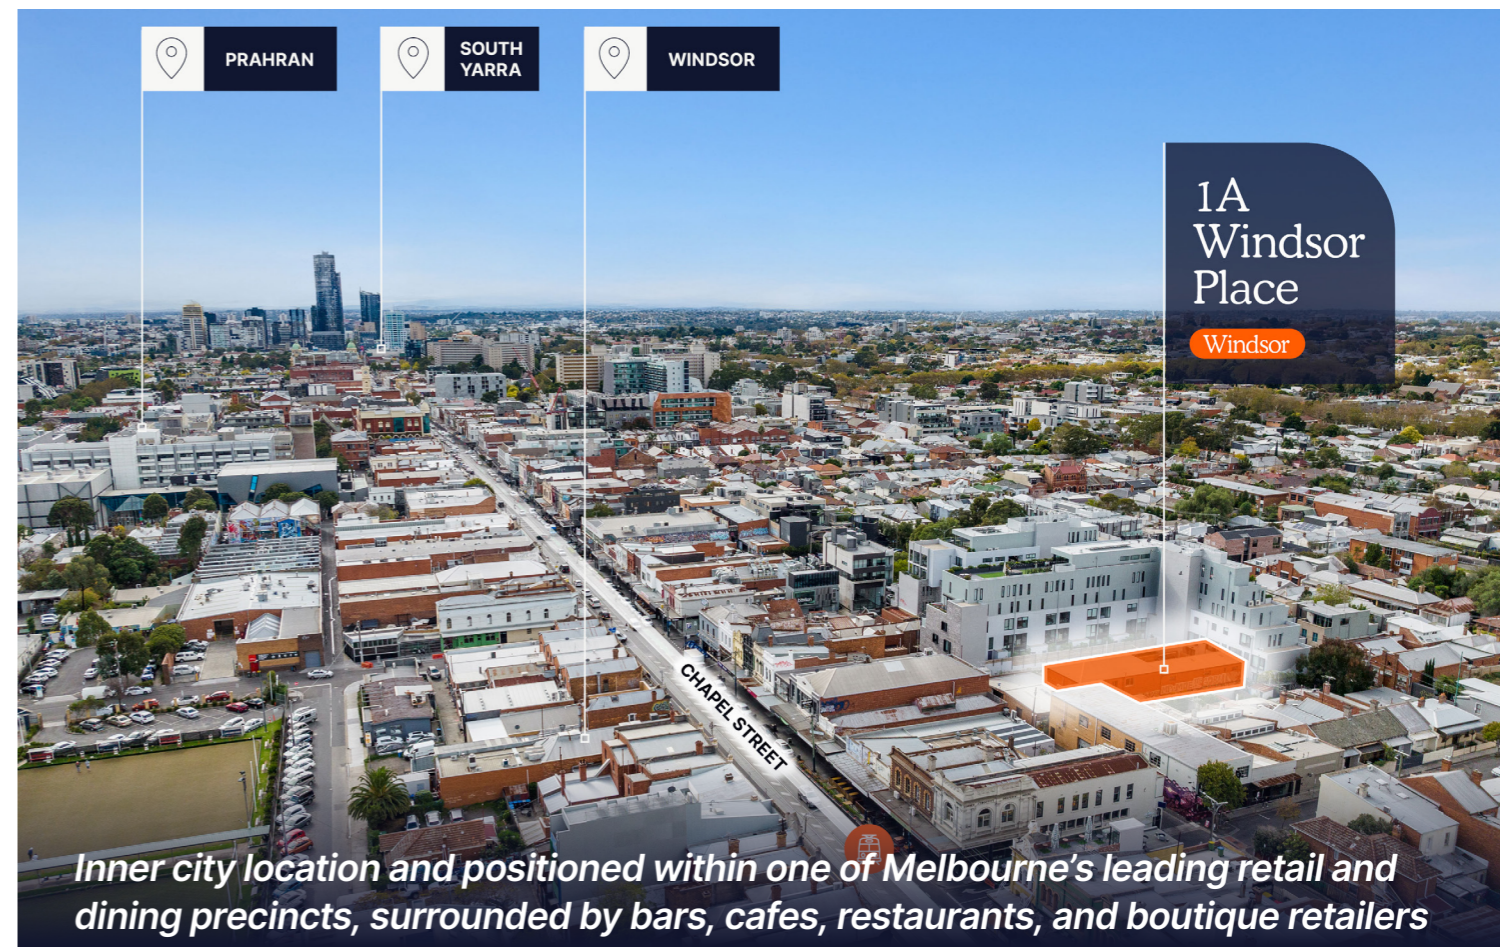 PRAHRAN
SOUTH
YARRA
WINDSOR
1A
Windsor
Place
Windsor
CHAPEL STREET
Inner city location and positioned within one of Melbourne’s leading retail and
dining precincts, surrounded by bars, cafes, restaurants, and boutique retailers